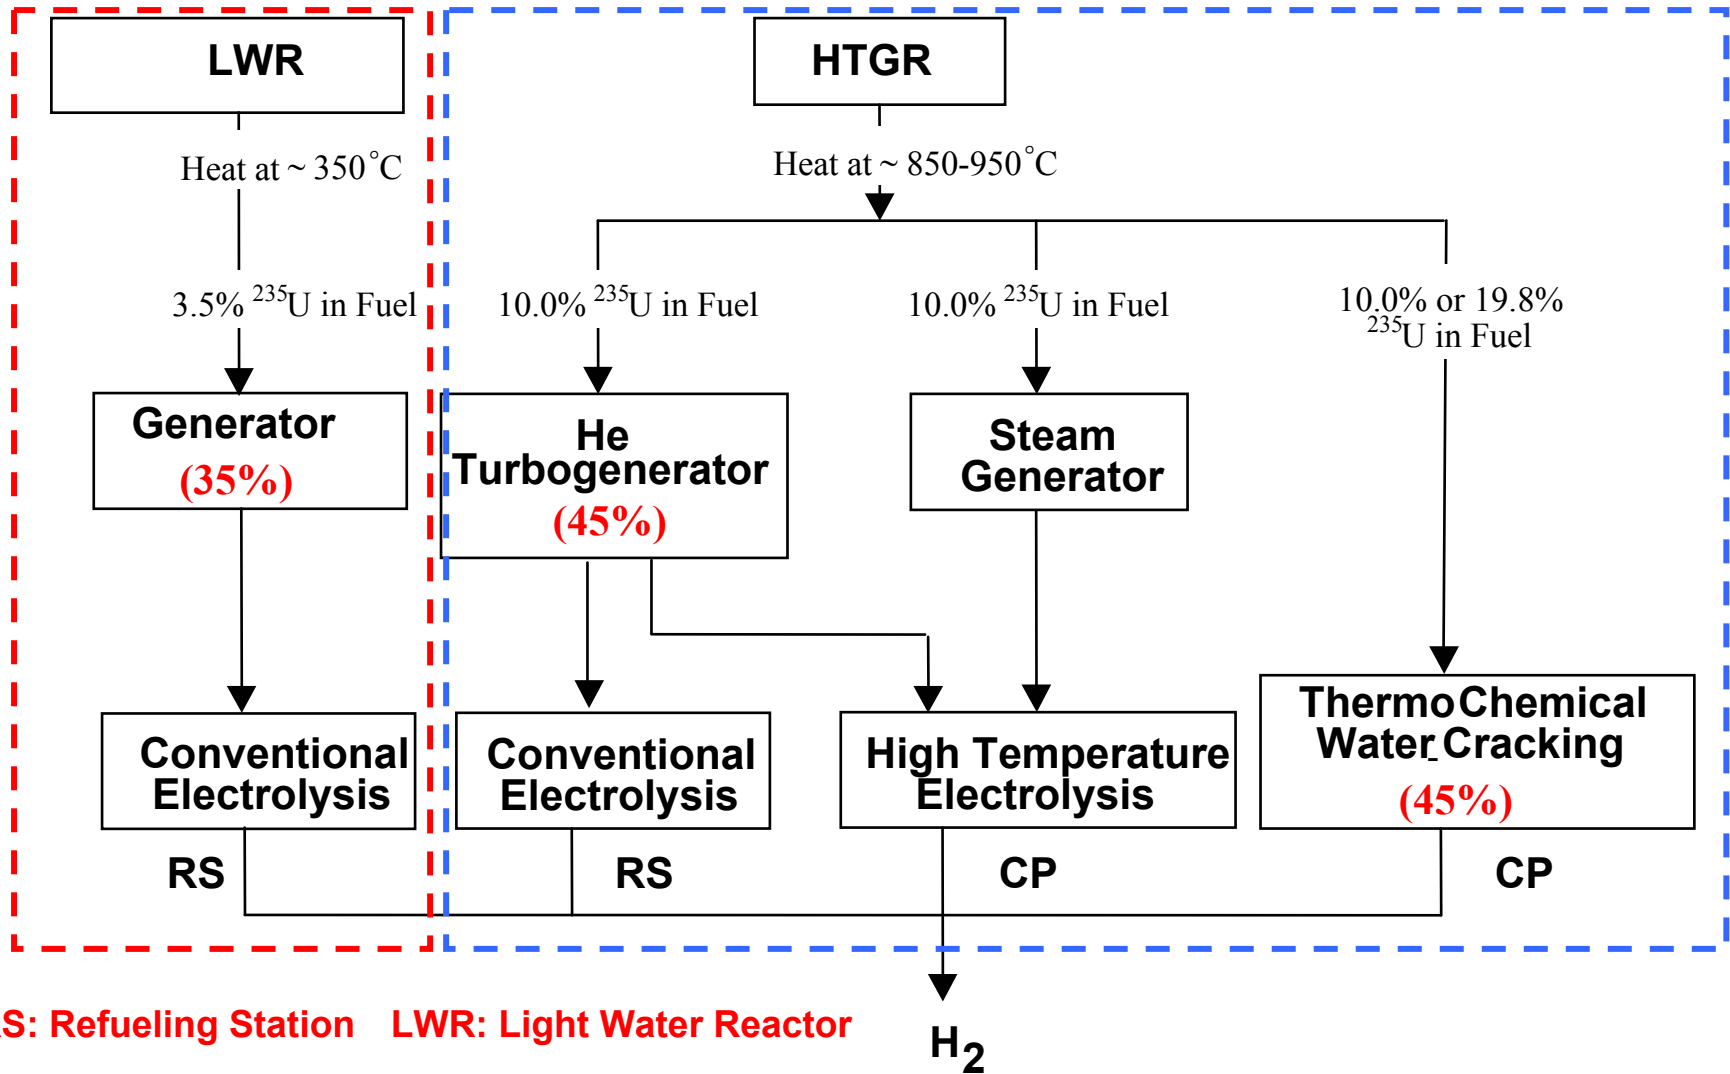 LWR
HTGR
Heat at ~ 350°C
Heat at ~ 850-950°C
3.5% ²³⁵U in Fuel
10.0% ²³⁵U in Fuel
10.0% ²³⁵U in Fuel
10.0% or 19.8%
²³⁵U in Fuel
Generator
(35%)
He
Turbogenerator
(45%)
Steam
Generator
Conventional
Electrolysis
Conventional
Electrolysis
High Temperature
Electrolysis
ThermoChemical
Water Cracking
(45%)
RS
RS
CP
CP
S: Refueling Station LWR: Light Water Reactor
H₂